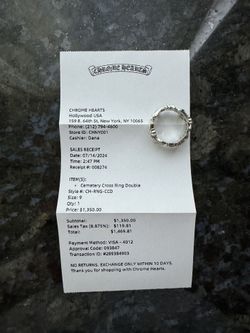 CHROME HEARTS
CHROME HEARTS
Hollywood USA
159 E. 64th St, New York, NY 10065
Phone: (212) 794-4600
Store ID: CHNY001
Cashier: Dana
SALES RECEIPT
Date: 07/14/2024
Time: 2:47 PM
Receipt #: 008274
ITEM(S):
• Cemetery Cross Ring Double
Style #: CH-RNG-CCD
Size: 9
Qty: 1
Price: $1,350.00
Subtotal: $1,350.00
Sales Tax (8.875%): $119.81
Total: $1,469.81
Payment Method: VISA - 4012
Approval Code: 093847
Transaction ID: #289384903
NO RETURNS. EXCHANGE ONLY WITHIN 10 DAYS.
Thank you for shopping with Chrome Hearts.